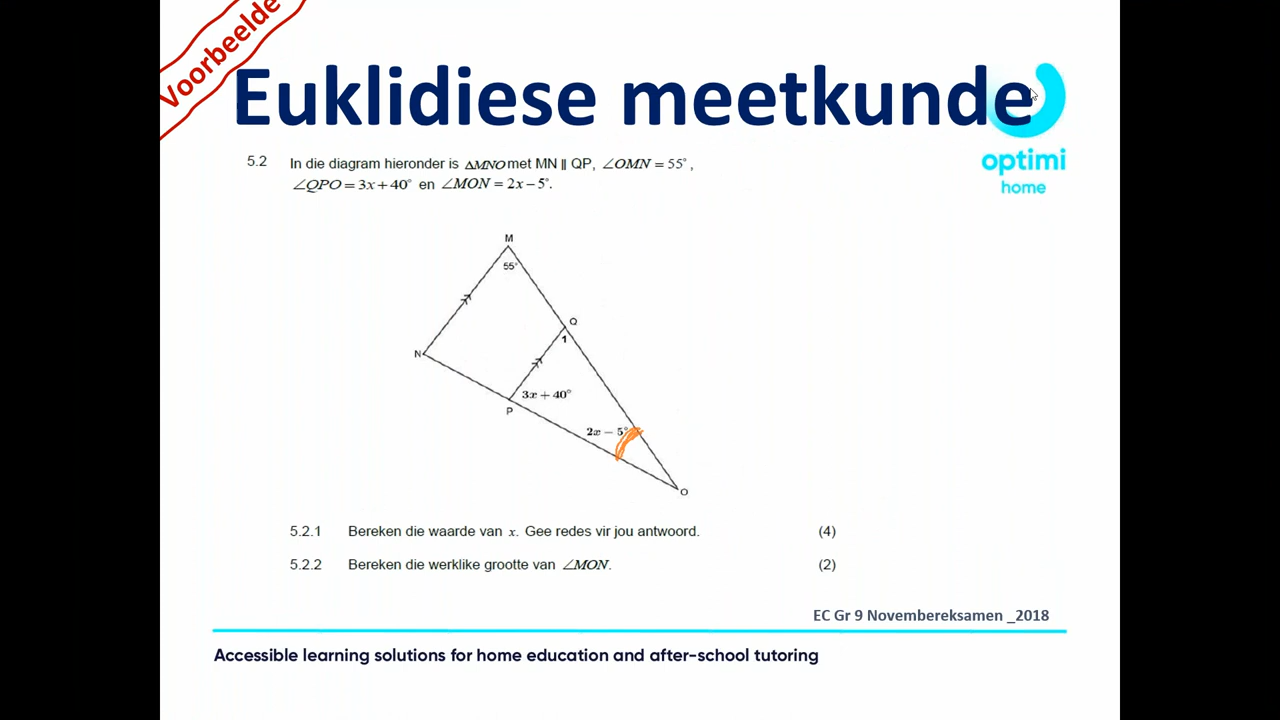 Voorbeelde
Euklidiese meetkunde
optimi
home
5.2 In die diagram hieronder is ΔMNO met MN || QP, ∠OMN = 55°,
∠QPO = 3x + 40° en ∠MON = 2x − 5°.
M
55°
Q
1
N
3x + 40°
P
2x − 5°
O
5.2.1 Bereken die waarde van x. Gee redes vir jou antwoord. (4)
5.2.2 Bereken die werklike grootte van ∠MON. (2)
EC Gr 9 Novembereksamen _2018
Accessible learning solutions for home education and after-school tutoring